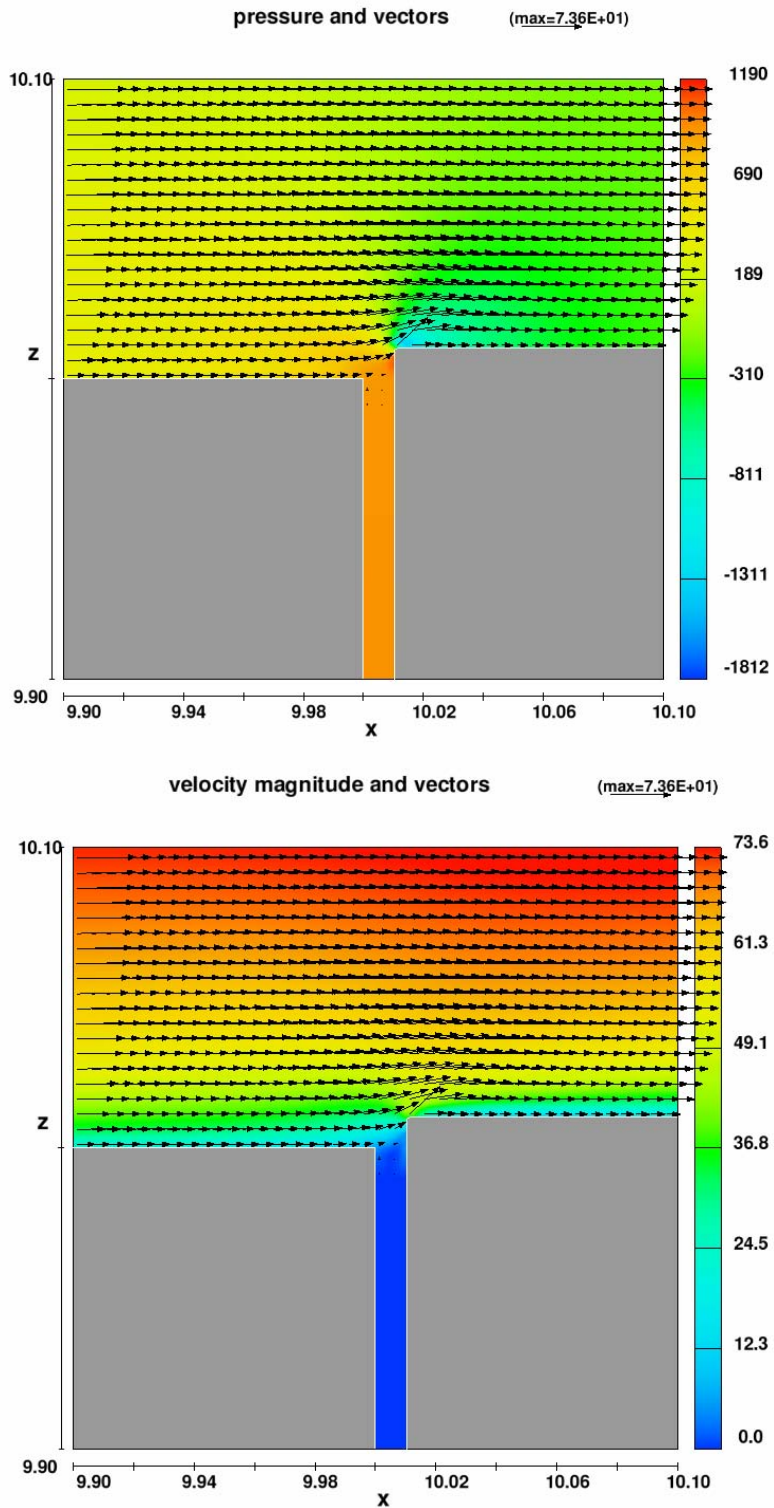 pressure and vectors
(max=7.36E+01)
10.10
1190
690
189
z
-310
-811
-1311
-1812
9.90
9.90 9.94 9.98 10.02 10.06 10.10
x
velocity magnitude and vectors
(max=7.36E+01)
10.10
73.6
61.3
49.1
z
36.8
24.5
12.3
0.0
9.90
9.90 9.94 9.98 10.02 10.06 10.10
x